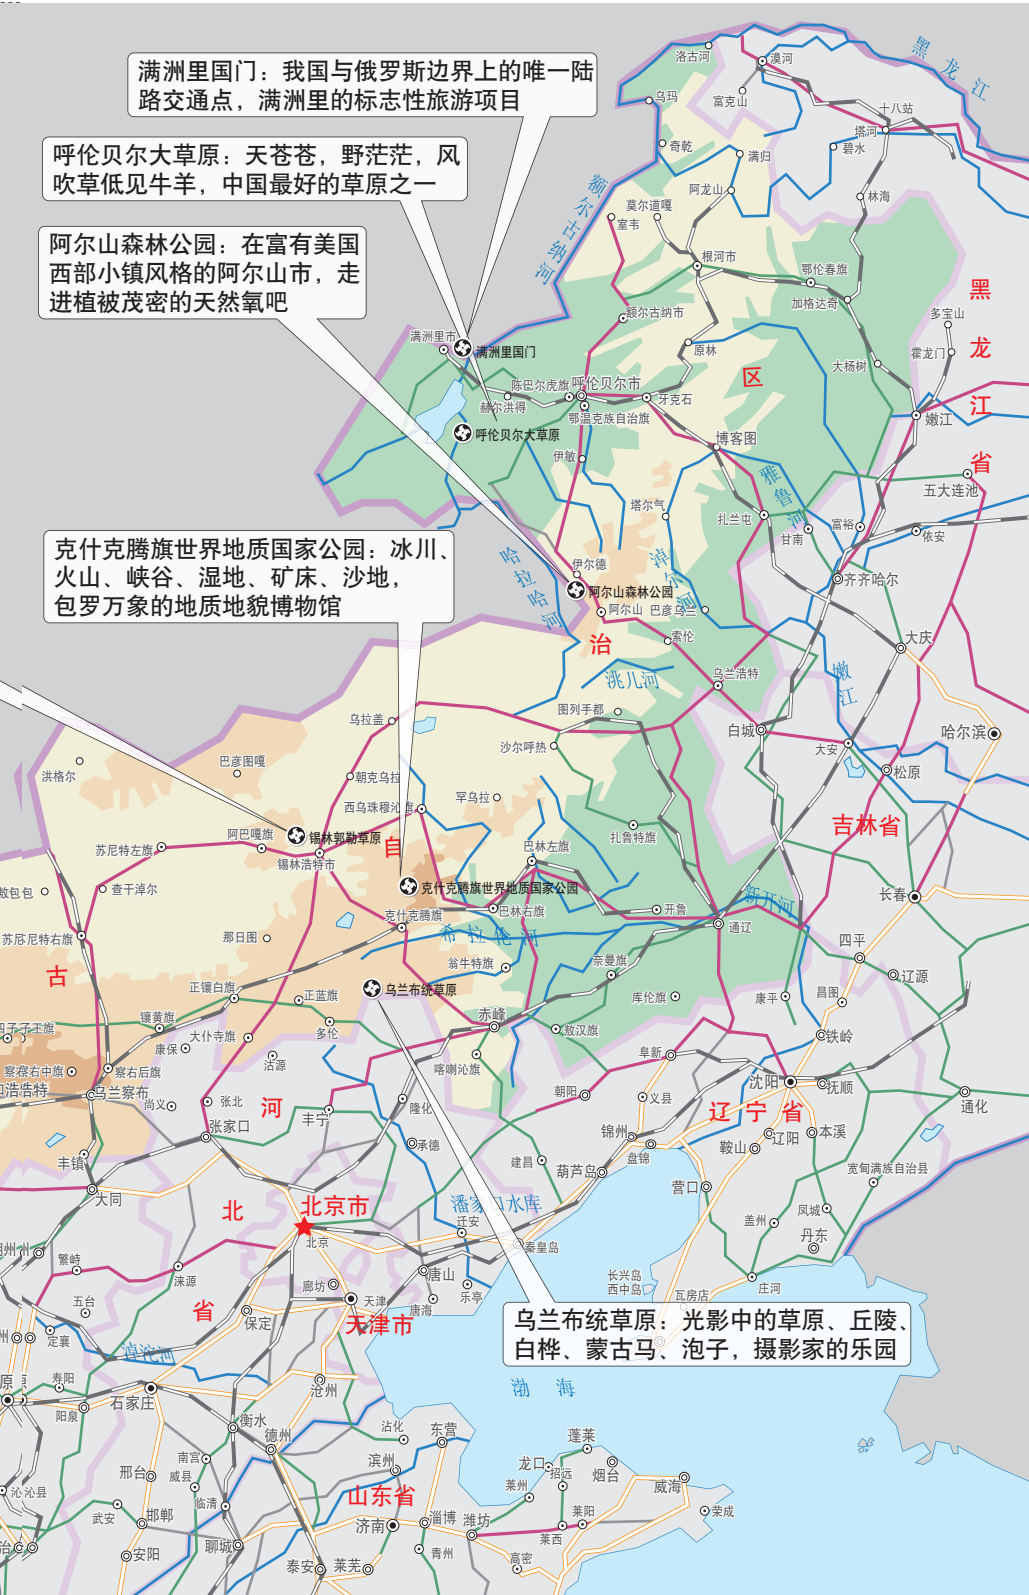 满洲里国门：我国与俄罗斯边界上的唯一陆
路交通点，满洲里的标志性旅游项目
呼伦贝尔大草原：天苍苍，野茫茫，风
吹草低见牛羊，中国最好的草原之一
阿尔山森林公园：在富有美国
西部小镇风格的阿尔山市，走
进植被茂密的天然氧吧
克什克腾旗世界地质国家公园：冰川、
火山、峡谷、湿地、矿床、沙地，
包罗万象的地质地貌博物馆
乌兰布统草原：光影中的草原、丘陵、
白桦、蒙古马、泡子，摄影家的乐园
洛古河
漠河
黑龙江
乌玛
富克山
十八站
塔河
奇乾
满归
碧水
额尔古纳河
阿龙山
林海
莫尔道嘎
室韦
根河市
鄂伦春旗
加格达奇
黑龙江省
多宝山
额尔古纳市
满洲里市
满洲里国门
原林
霍龙门
大杨树
区
陈巴尔虎旗
呼伦贝尔市
赫尔洪得
牙克石
鄂温克族自治旗
嫩江
呼伦贝尔大草原
博客图
伊敏
雅鲁河
五大连池
塔尔气
扎兰屯
甘南
富裕
依安
哈拉哈河
伊尔德
绰尔河
齐齐哈尔
阿尔山森林公园
阿尔山
巴彦乌兰
索伦
治
大庆
洮儿河
乌兰浩特
嫩江
图列手都
乌拉盖
白城
哈尔滨
沙尔呼热
大安
巴彦图嘎
洪格尔
朝克乌拉
松原
罕乌拉
西乌珠穆沁旗
锡林郭勒草原
阿巴嘎旗
扎鲁特旗
吉林省
苏尼特左旗
锡林浩特市
自
巴林左旗
克什克腾旗世界地质国家公园
敖包包
查干淖尔
新开河
长春
克什克腾旗
巴林右旗
开鲁
通辽
苏尼特右旗
那日图
希拉伦河
四平
古
翁牛特旗
奈曼旗
辽源
正镶白旗
正蓝旗
乌兰布统草原
库伦旗
康平
昌图
镶黄旗
多伦
赤峰
四子王旗
大仆寺旗
敖汉旗
铁岭
康保
沽源
喀喇沁旗
阜新
察右中旗
察右后旗
沈阳
抚顺
浩特
乌兰察布
尚义
张北
河
丰宁
隆化
朝阳
义县
辽宁省
通化
张家口
承德
锦州
盘锦
鞍山
辽阳
本溪
丰镇
建昌
葫芦岛
宽甸满族自治县
大同
营口
北
北京市
潘家口水库
盖州
凤城
北京
迁安
秦皇岛
丹东
繁峙
涞源
廊坊
天津
唐山
乐亭
长兴岛
西中岛
庄河
瓦房店
五台
省
保定
唐海
天津市
定襄
滹沱河
寿阳
石家庄
沧州
渤海
阳泉
衡水
德州
沾化
东营
蓬莱
南宫
滨州
龙口
招远
烟台
邢台
威县
山东省
莱州
威海
沁县
临清
莱阳
荣成
武安
邯郸
济南
淄博
潍坊
莱西
安阳
聊城
青州
高密
泰安
莱芜